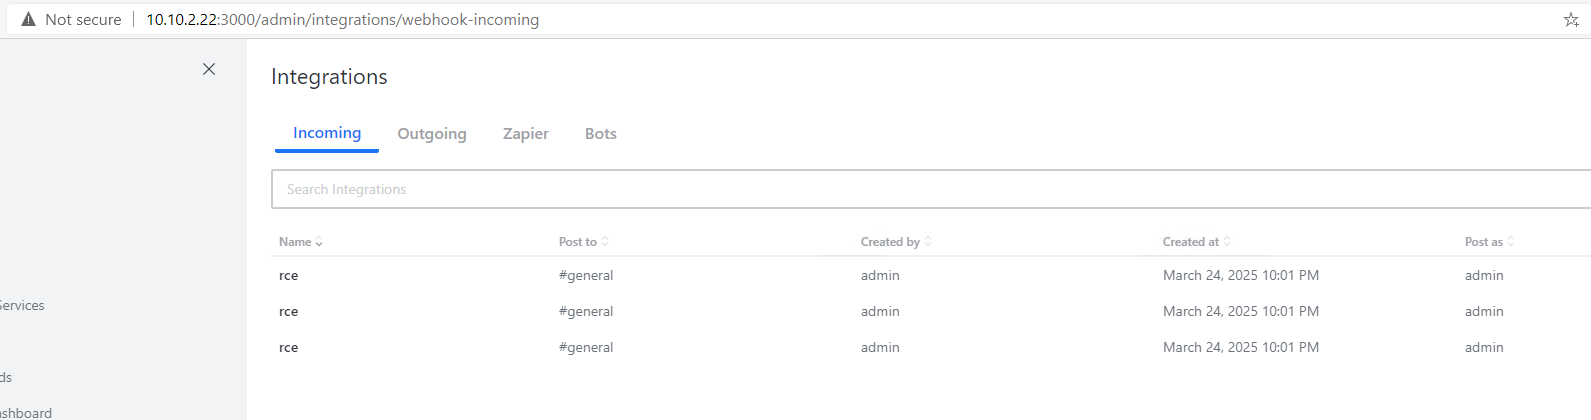 Not secure 10.10.2.22:3000/admin/integrations/webhook-incoming
Integrations
Incoming Outgoing Zapier Bots
Search Integrations
Name Post to Created by Created at Post as
rce #general admin March 24, 2025 10:01 PM admin
ervices rce #general admin March 24, 2025 10:01 PM admin
rce #general admin March 24, 2025 10:01 PM admin
ds
shboard